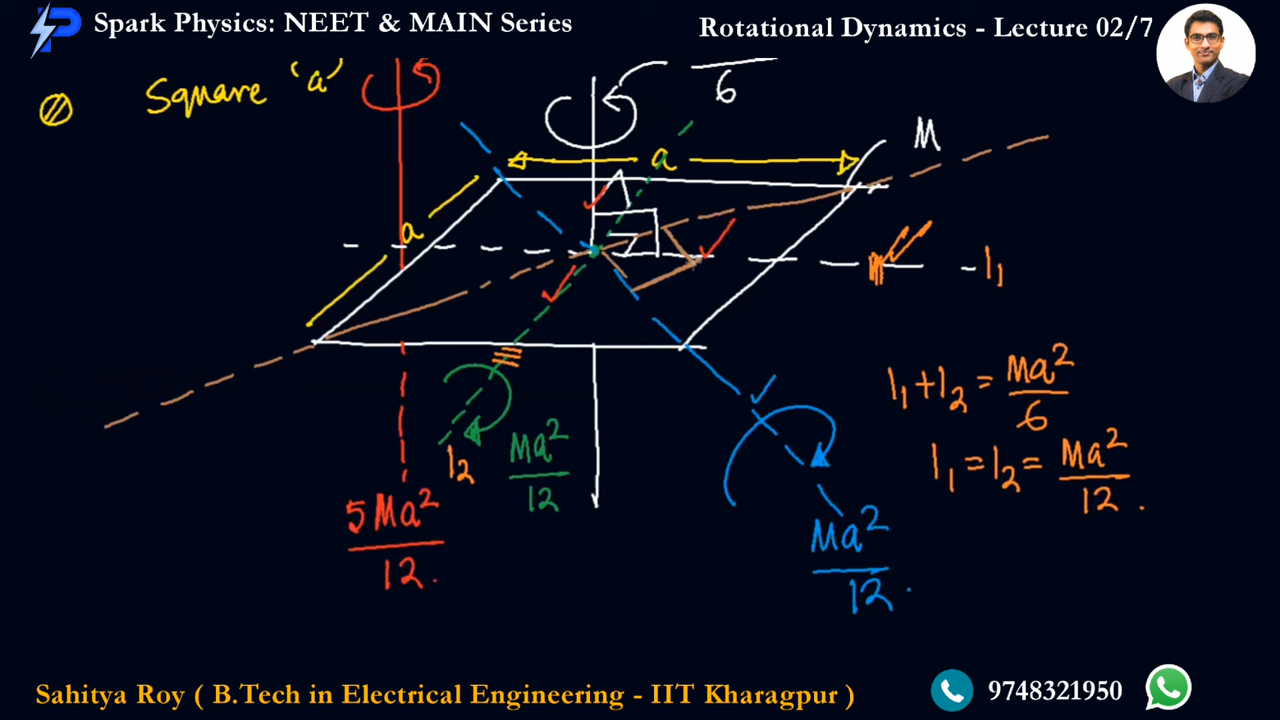 Spark Physics: NEET & MAIN Series
Rotational Dynamics - Lecture 02/7
Square 'a'
6
M
a
a
I₁
I₁ + I₂ = Ma²/6
I₁ = I₂ = Ma²/12.
I₂
Ma²/12
5Ma²/12.
Ma²/12.
Sahitya Roy ( B.Tech in Electrical Engineering - IIT Kharagpur )
9748321950